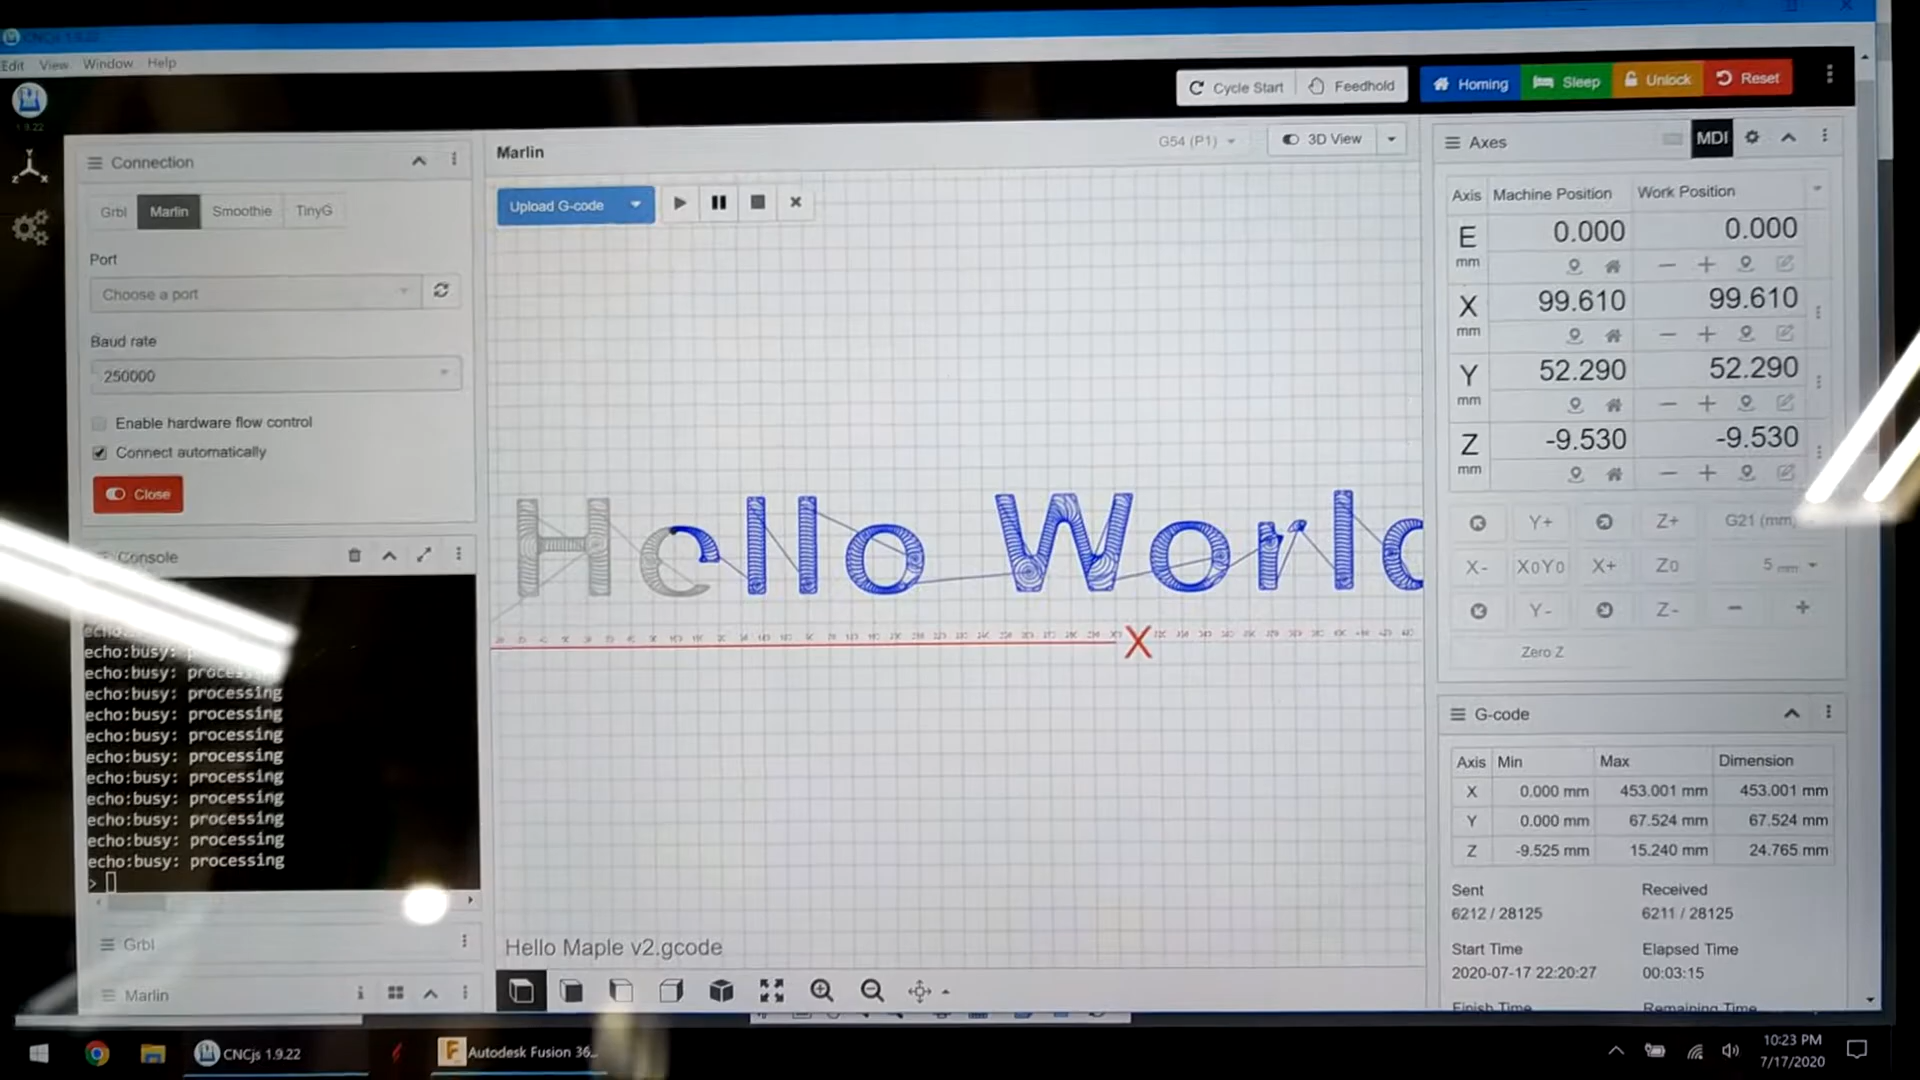 CNCjs 1.9.22
Edit View Window Help
1.9.22
Cycle Start
Feedhold
Homing
Sleep
Unlock
Reset
Connection
Grbl
Marlin
Smoothie
TinyG
Port
Choose a port
Baud rate
250000
Enable hardware flow control
Connect automatically
Close
Console
echo:busy:
echo:busy: processing
echo:busy: processing
echo:busy: processing
echo:busy: processing
echo:busy: processing
echo:busy: processing
echo:busy: processing
echo:busy: processing
echo:busy: processing
echo:busy: processing
>
Grbl
Marlin
Marlin
G54 (P1)
3D View
Upload G-code
Hello World
X
Hello Maple v2.gcode
Axes
MDI
Axis Machine Position Work Position
E mm 0.000 0.000
X mm 99.610 99.610
Y mm 52.290 52.290
Z mm -9.530 -9.530
Y+ Z+ G21 (mm)
X- X0Y0 X+ Z0 5 mm
Y- Z- − +
Zero Z
G-code
Axis Min Max Dimension
X 0.000 mm 453.001 mm 453.001 mm
Y 0.000 mm 67.524 mm 67.524 mm
Z -9.525 mm 15.240 mm 24.765 mm
Sent Received
6212 / 28125 6211 / 28125
Start Time Elapsed Time
2020-07-17 22:20:27 00:03:15
Finish Time Remaining Time
CNCjs 1.9.22
Autodesk Fusion 36...
10:23 PM
7/17/2020